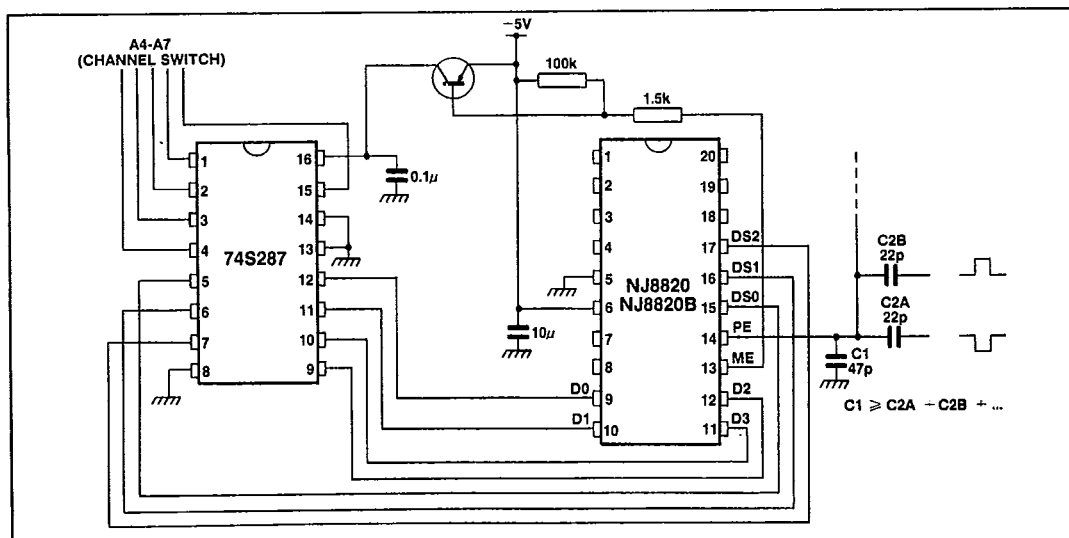 −5V
A4-A7
(CHANNEL SWITCH)
100k
1.5k
0.1μ
10μ
74S287
1
2
3
4
5
6
7
8
16
15
14
13
12
11
10
9
NJ8820
NJ8820B
1
2
3
4
5
6
7
8
9
10
20
19
18
17
16
15
14
13
12
11
D0
D1
DS2
DS1
DS0
PE
ME
D2
D3
C2B
22p
C2A
22p
C1
47p
C1 ⩾ C2A − C2B + ...